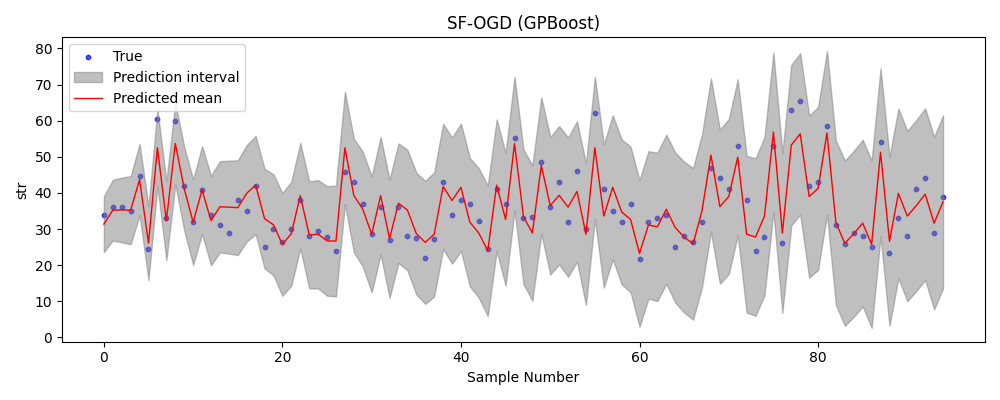 SF-OGD (GPBoost)
True
Prediction interval
Predicted mean
str
80
70
60
50
40
30
20
10
0
0 20 40 60 80
Sample Number